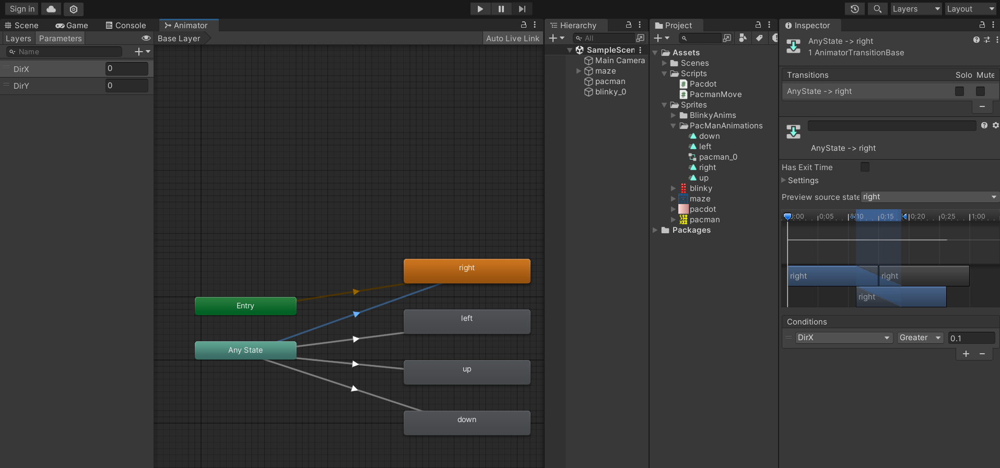 Sign in
Layers
Layout
Scene
Game
Console
Animator
Hierarchy
Project
Inspector
Layers
Parameters
Base Layer
Auto Live Link
Name
DirX
0
DirY
0
right
Entry
left
Any State
up
down
All
SampleScen
Main Camera
maze
pacman
blinky_0
Assets
Scenes
Scripts
Pacdot
PacmanMove
Sprites
BlinkyAnims
PacManAnimations
down
left
pacman_0
right
up
blinky
maze
pacdot
pacman
Packages
AnyState -> right
1 AnimatorTransitionBase
Transitions
Solo
Mute
AnyState -> right
AnyState -> right
Has Exit Time
Settings
Preview source state
right
0:05
0:15
0:20
0:25
1:00
right
right
right
Conditions
DirX
Greater
0.1